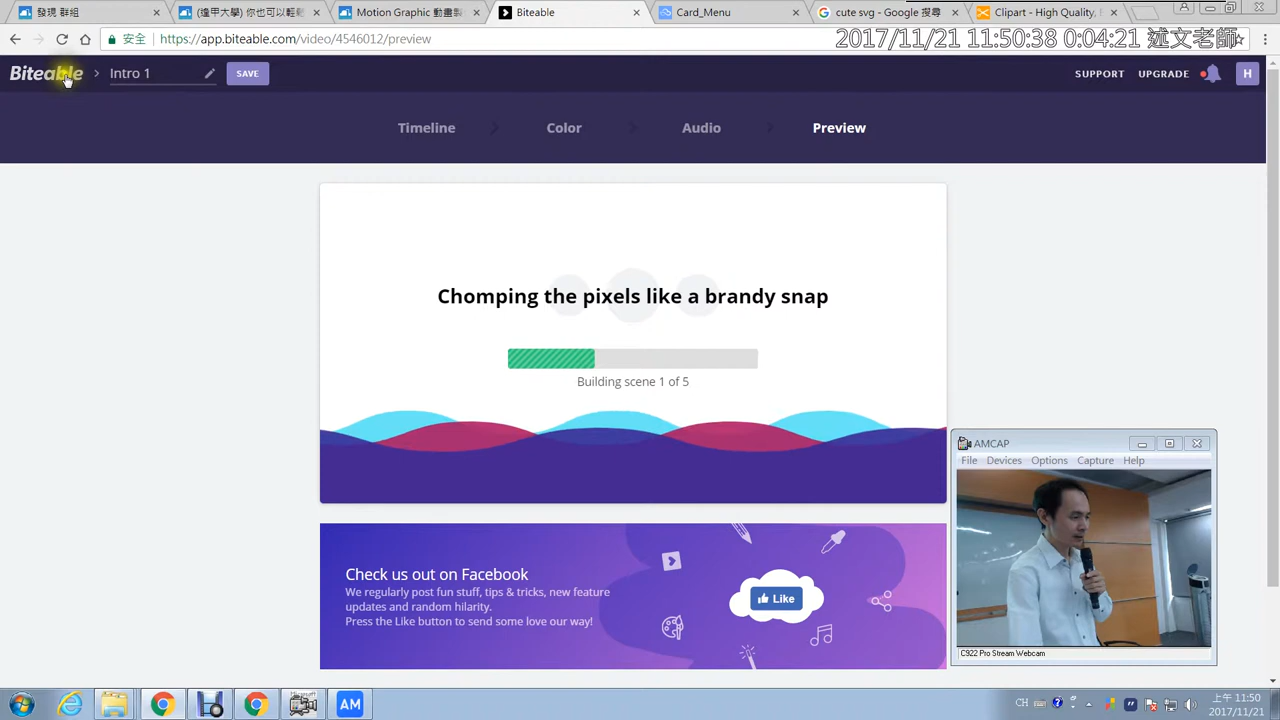 發現 群組
(逢甲大學) 你也可以輕鬆
Motion Graphic 動畫製
Biteable
Card_Menu
cute svg - Google 搜尋
Clipart - High Quality, E
安全 https://app.biteable.com/video/4546012/preview
2017/11/21 11:50:38 0:04:21 述文老師
Biteable > Intro 1 SAVE
SUPPORT UPGRADE H
Timeline
Color
Audio
Preview
Chomping the pixels like a brandy snap
Building scene 1 of 5
AMCAP
File Devices Options Capture Help
Check us out on Facebook
We regularly post fun stuff, tips & tricks, new feature
updates and random hilarity.
Press the Like button to send some love our way!
Like
C922 Pro Stream Webcam
AM
CH
上午 11:50
2017/11/21